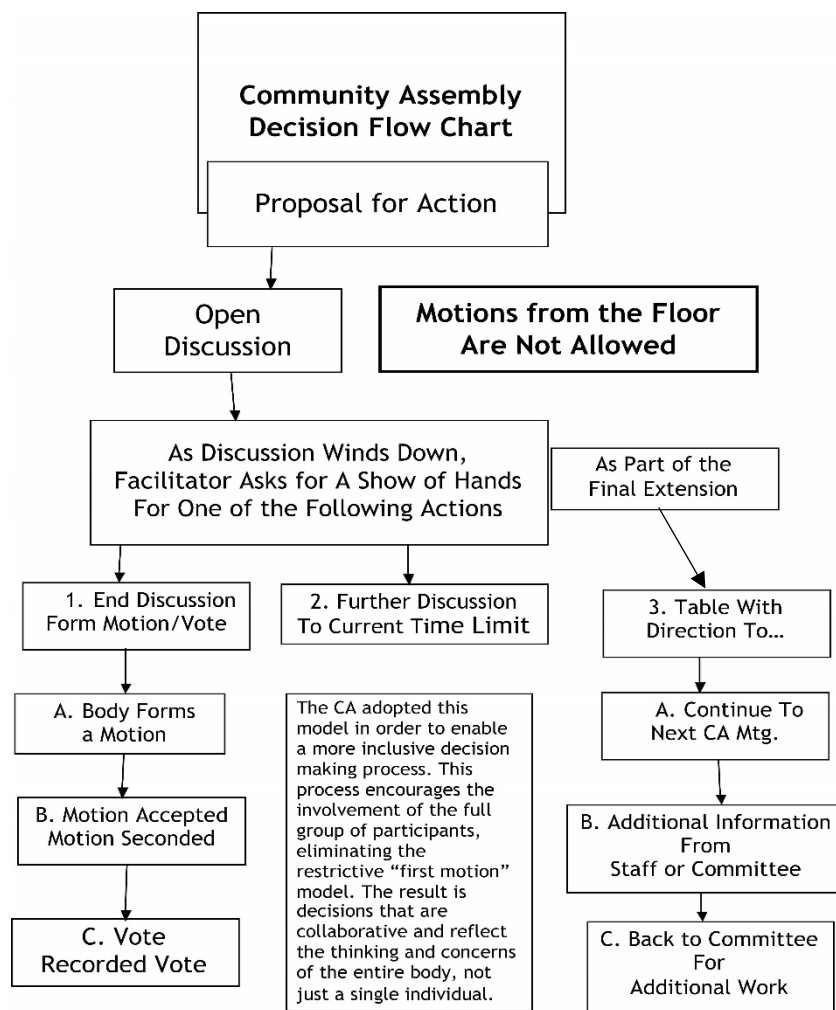 Community Assembly
Decision Flow Chart
Proposal for Action
Open
Discussion
Motions from the Floor
Are Not Allowed
As Discussion Winds Down,
Facilitator Asks for A Show of Hands
For One of the Following Actions
As Part of the
Final Extension
1. End Discussion
Form Motion/Vote
2. Further Discussion
To Current Time Limit
3. Table With
Direction To...
A. Body Forms
a Motion
B. Motion Accepted
Motion Seconded
C. Vote
Recorded Vote
The CA adopted this
model in order to enable
a more inclusive decision
making process. This
process encourages the
involvement of the full
group of participants,
eliminating the
restrictive “first motion”
model. The result is
decisions that are
collaborative and reflect
the thinking and concerns
of the entire body, not
just a single individual.
A. Continue To
Next CA Mtg.
B. Additional Information
From
Staff or Committee
C. Back to Committee
For
Additional Work